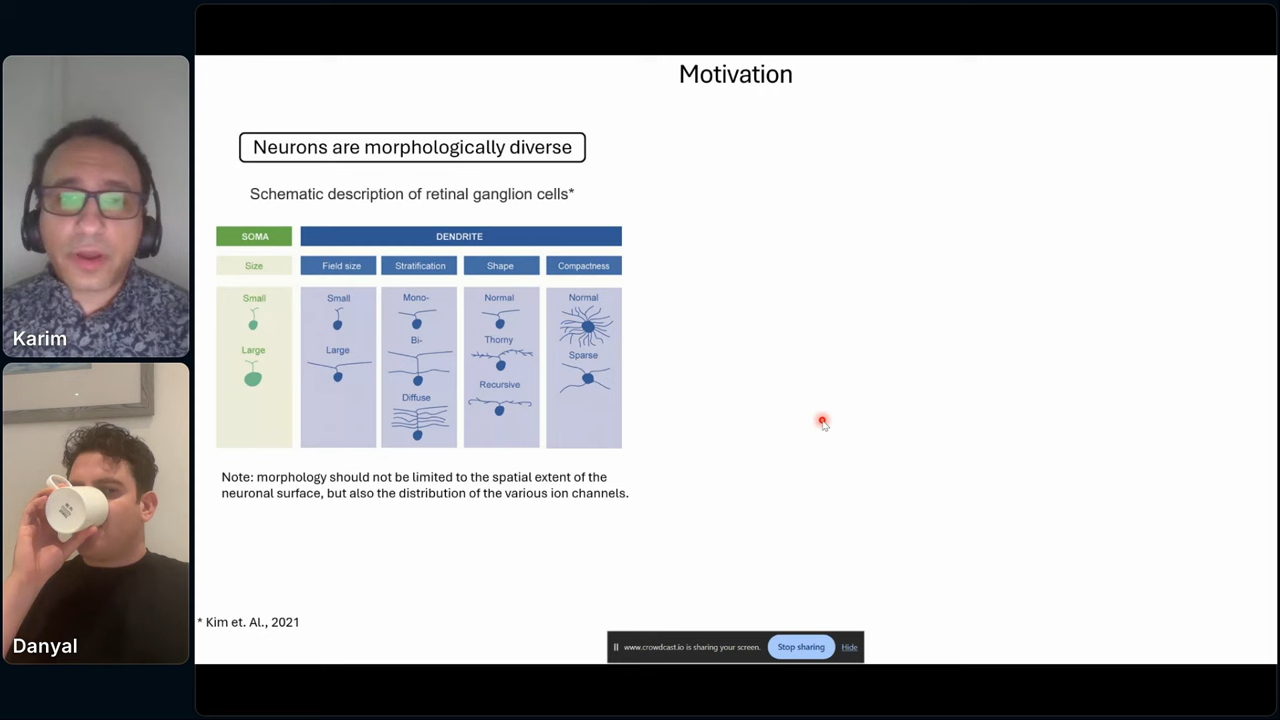 Motivation
Neurons are morphologically diverse
Schematic description of retinal ganglion cells*
SOMA
DENDRITE
Size
Field size
Stratification
Shape
Compactness
Small
Large
Small
Large
Mono-
Bi-
Diffuse
Normal
Thorny
Recursive
Normal
Sparse
Note: morphology should not be limited to the spatial extent of the
neuronal surface, but also the distribution of the various ion channels.
* Kim et. Al., 2021
www.crowdcast.io is sharing your screen.
Stop sharing
Hide
Karim
Danyal